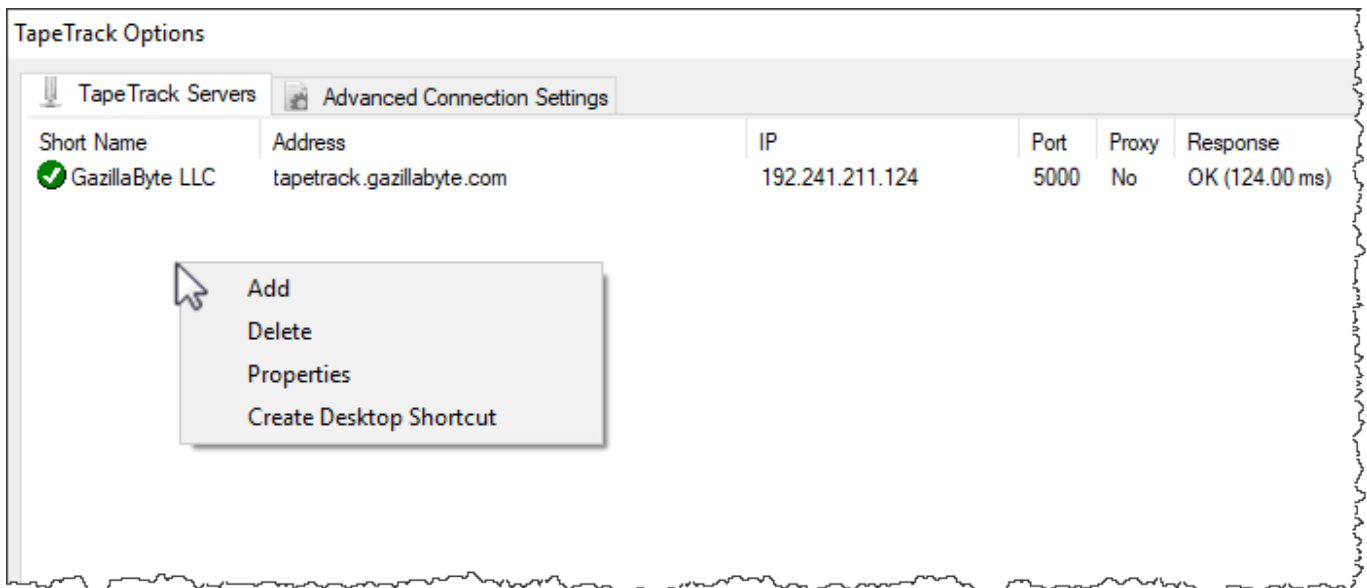 TapeTrack Options
TapeTrack Servers Advanced Connection Settings
Short Name Address IP Port Proxy Response
GazillaByte LLC tapetrack.gazillabyte.com 192.241.211.124 5000 No OK (124.00 ms)
Add
Delete
Properties
Create Desktop Shortcut